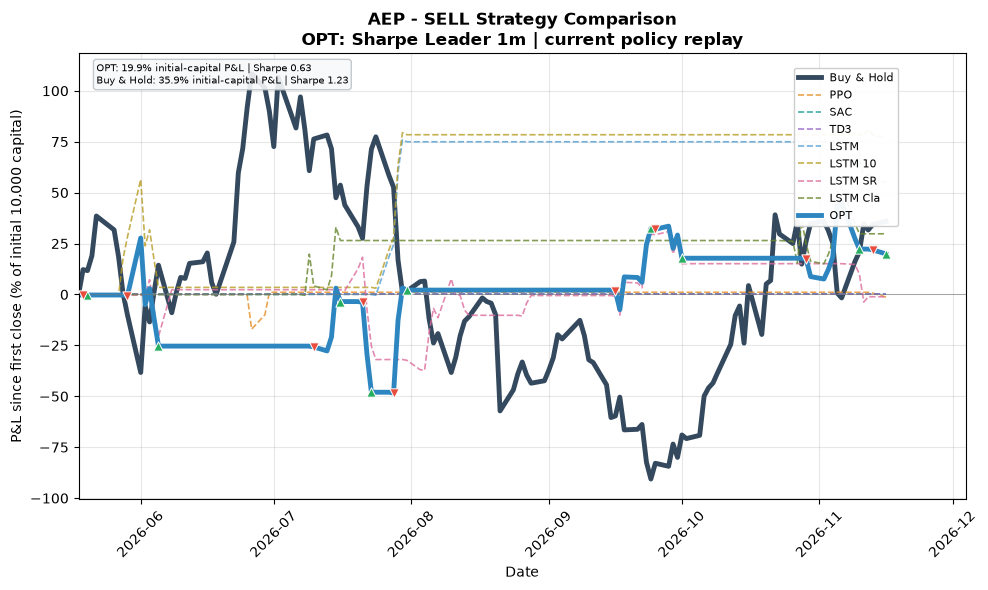 AEP - SELL Strategy Comparison
OPT: Sharpe Leader 1m | current policy replay
OPT: 19.9% initial-capital P&L | Sharpe 0.63
Buy & Hold: 35.9% initial-capital P&L | Sharpe 1.23
Buy & Hold
PPO
SAC
TD3
LSTM
LSTM 10
LSTM SR
LSTM Cla
OPT
P&L since first close (% of initial 10,000 capital)
100
75
50
25
0
−25
−50
−75
−100
2026-06
2026-07
2026-08
2026-09
2026-10
2026-11
2026-12
Date